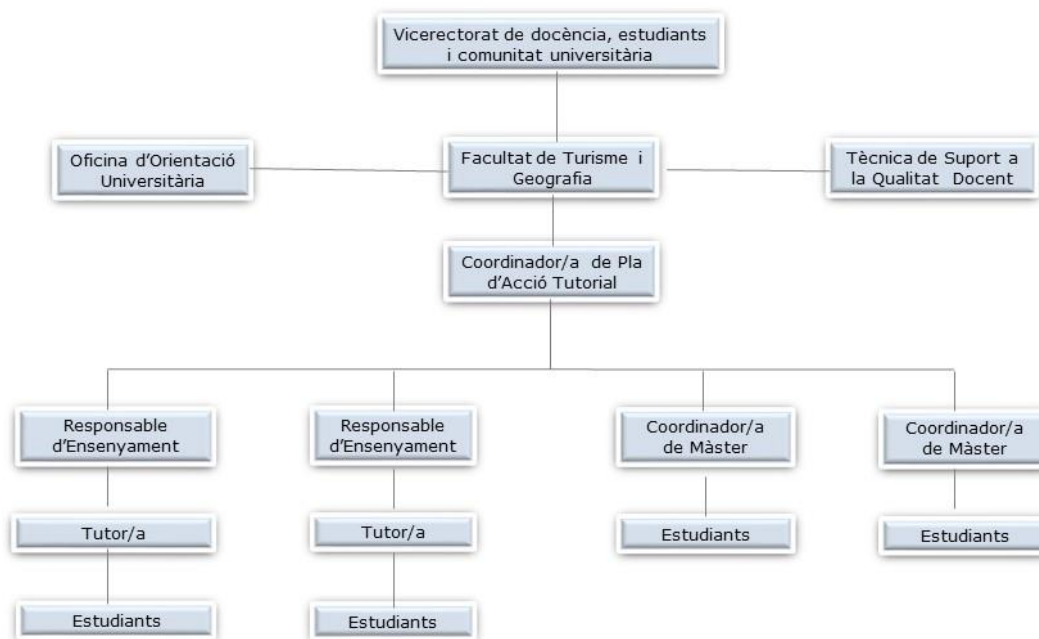 Vicerectorat de docència, estudiants
i comunitat universitària
Oficina d'Orientació
Universitària
Facultat de Turisme i
Geografia
Tècnica de Suport a
la Qualitat Docent
Coordinador/a de Pla
d'Acció Tutorial
Responsable
d'Ensenyament
Responsable
d'Ensenyament
Coordinador/a
de Màster
Coordinador/a
de Màster
Tutor/a
Tutor/a
Estudiants
Estudiants
Estudiants
Estudiants